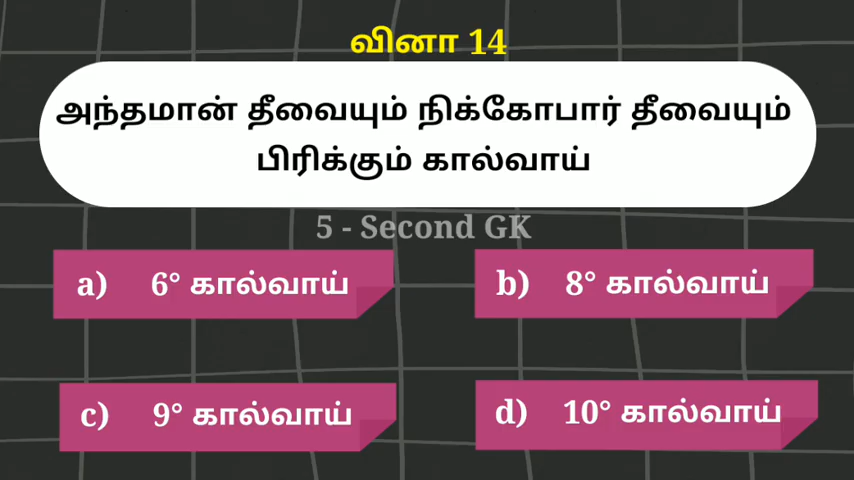 வினா 14
அந்தமான் தீவையும் நிக்கோபார் தீவையும்
பிரிக்கும் கால்வாய்
5 - Second GK
a) 6° கால்வாய்
b) 8° கால்வாய்
c) 9° கால்வாய்
d) 10° கால்வாய்